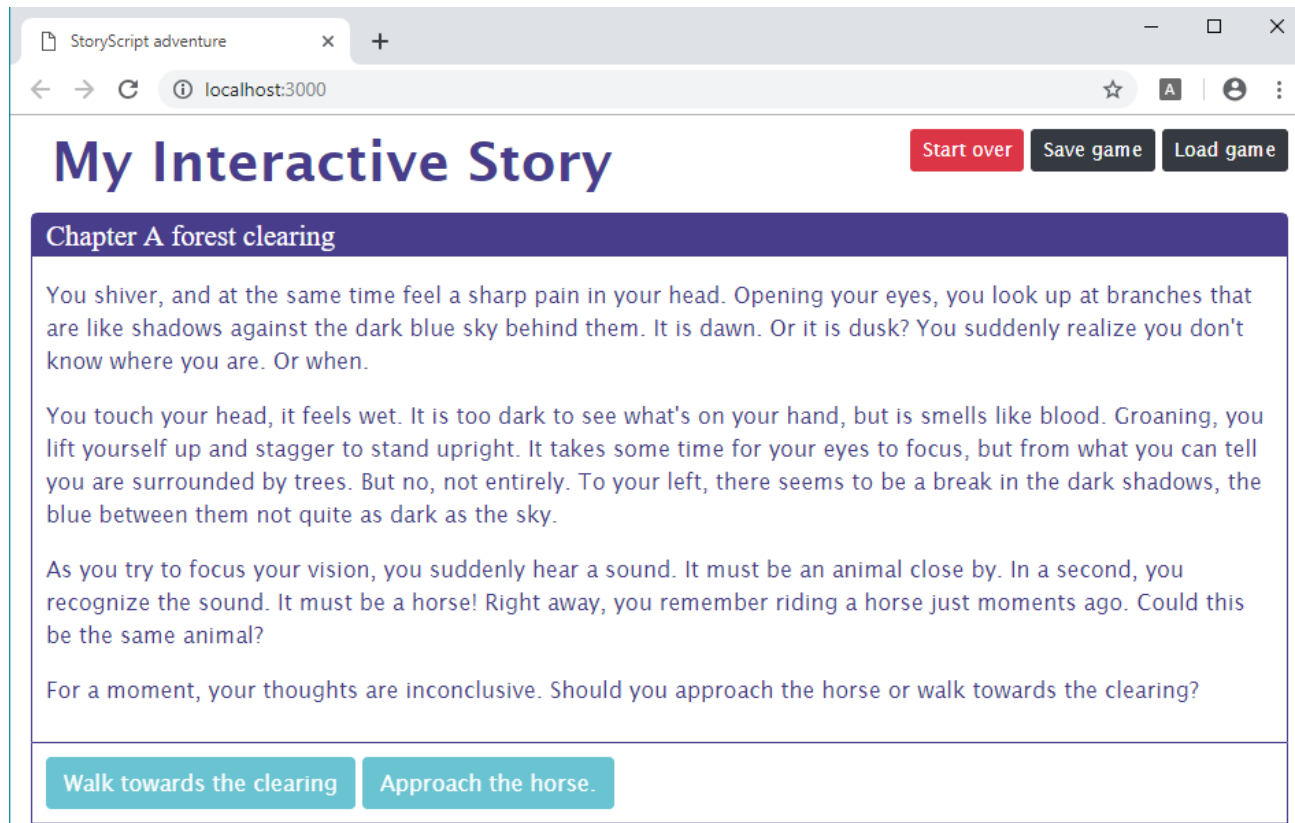 StoryScript adventure
localhost:3000
A
My Interactive Story
Start over
Save game
Load game
Chapter A forest clearing
You shiver, and at the same time feel a sharp pain in your head. Opening your eyes, you look up at branches that
are like shadows against the dark blue sky behind them. It is dawn. Or it is dusk? You suddenly realize you don't
know where you are. Or when.
You touch your head, it feels wet. It is too dark to see what's on your hand, but is smells like blood. Groaning, you
lift yourself up and stagger to stand upright. It takes some time for your eyes to focus, but from what you can tell
you are surrounded by trees. But no, not entirely. To your left, there seems to be a break in the dark shadows, the
blue between them not quite as dark as the sky.
As you try to focus your vision, you suddenly hear a sound. It must be an animal close by. In a second, you
recognize the sound. It must be a horse! Right away, you remember riding a horse just moments ago. Could this
be the same animal?
For a moment, your thoughts are inconclusive. Should you approach the horse or walk towards the clearing?
Walk towards the clearing
Approach the horse.